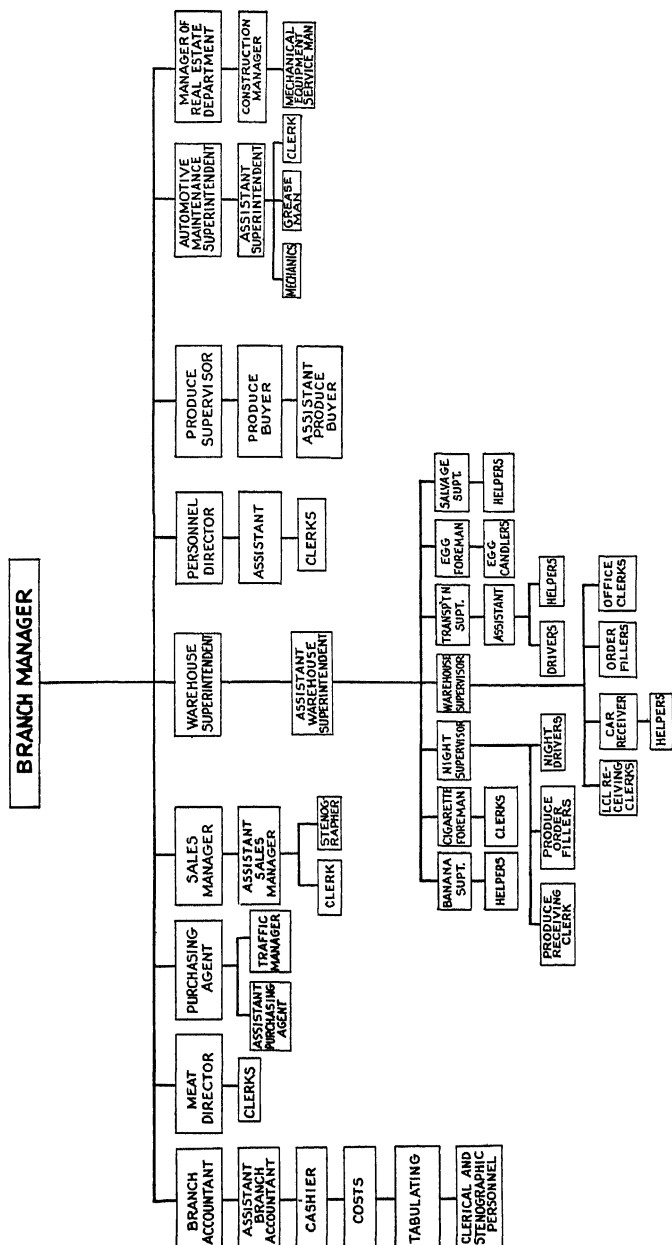 BRANCH MANAGER
BRANCH
ACCOUNTANT
MEAT
DIRECTOR
PURCHASING
AGENT
SALES
MANAGER
WAREHOUSE
SUPERINTENDENT
PERSONNEL
DIRECTOR
PRODUCE
SUPERVISOR
AUTOMOTIVE
MAINTENANCE
SUPERINTENDENT
MANAGER OF
REAL ESTATE
DEPARTMENT
ASSISTANT
BRANCH
ACCOUNTANT
CASHIER
COSTS
TABULATING
CLERICAL AND
STENOGRAPHIC
PERSONNEL
CLERKS
ASSISTANT
PURCHASING
AGENT
TRAFFIC
MANAGER
ASSISTANT
SALES
MANAGER
CLERK
STENOG-
RAPHER
ASSISTANT
WAREHOUSE
SUPERINTENDENT
BANANA
SUPT.
HELPERS
CIGARETTE
FOREMAN
CLERKS
NIGHT
SUPERVISOR
PRODUCE
RECEIVING
CLERK
PRODUCE
ORDER
FILLERS
NIGHT
DRIVERS
WAREHOUSE
SUPERVISOR
LCL RE-
CEIVING
CLERKS
CAR
RECEIVER
HELPERS
ORDER
FILLERS
OFFICE
CLERKS
TRANSP'TN
SUPT.
ASSISTANT
DRIVERS
HELPERS
EGG
FOREMAN
EGG
CANDLERS
SALVAGE
SUPT.
HELPERS
ASSISTANT
CLERKS
PRODUCE
BUYER
ASSISTANT
PRODUCE
BUYER
ASSISTANT
SUPERINTENDENT
MECHANICS
GREASE
MAN
CLERK
CONSTRUCTION
MANAGER
MECHANICAL
EQUIPMENT
SERVICE MAN